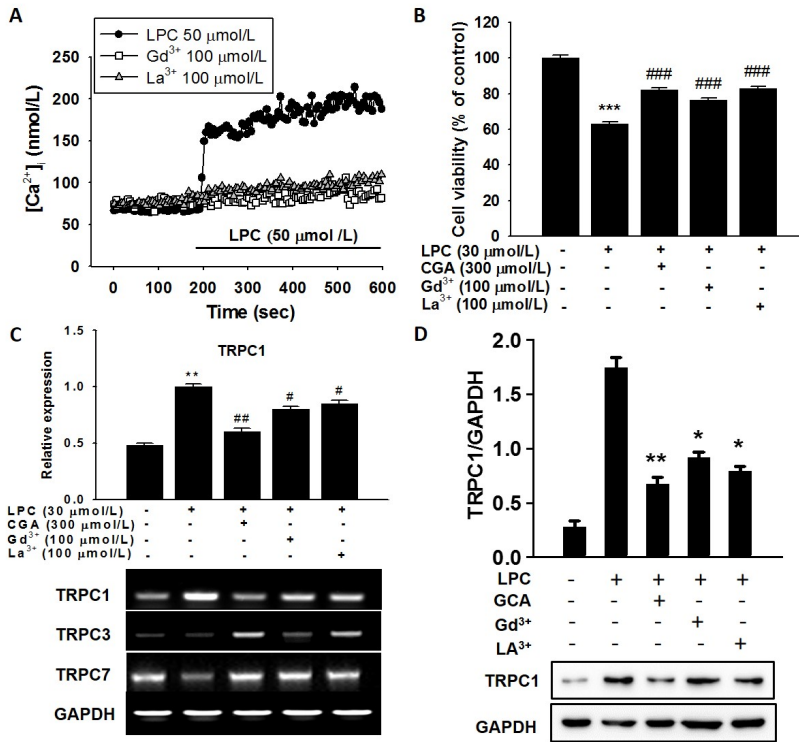 A
LPC 50 μmol/L
Gd³⁺ 100 μmol/L
La³⁺ 100 μmol/L
[Ca²⁺]ᵢ (nmol/L)
250
200
150
100
50
0
LPC (50 μmol /L)
0 100 200 300 400 500 600
Time (sec)
B
Cell viability (% of control)
120
100
80
60
40
20
0
*** ### ### ###
LPC (30 μmol/L) - + + + +
CGA (300 μmol/L) - - + - -
Gd³⁺ (100 μmol/L) - - - + -
La³⁺ (100 μmol/L) - - - - +
C
TRPC1
Relative expression
1.5
1.0
0.5
0.0
** ## # #
LPC (30 μmol/L) - + + + +
CGA (300 μmol/L) - - + - -
Gd³⁺ (100 μmol/L) - - - + -
La³⁺ (100 μmol/L) - - - - +
TRPC1
TRPC3
TRPC7
GAPDH
D
TRPC1/GAPDH
2.0
1.5
1.0
0.5
0.0
** * *
LPC - + + + +
GCA - - + - -
Gd³⁺ - - - + -
LA³⁺ - - - - +
TRPC1
GAPDH